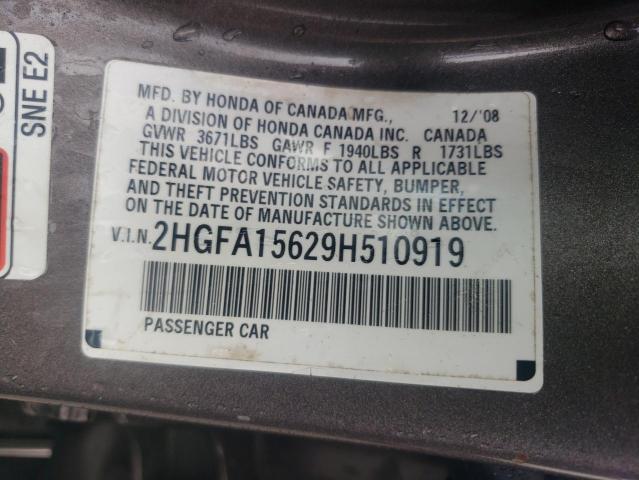 SNE E2
MFD. BY HONDA OF CANADA MFG., 12/'08
A DIVISION OF HONDA CANADA INC. CANADA
GVWR 3671LBS GAWR F 1940LBS R 1731LBS
THIS VEHICLE CONFORMS TO ALL APPLICABLE
FEDERAL MOTOR VEHICLE SAFETY, BUMPER,
AND THEFT PREVENTION STANDARDS IN EFFECT
ON THE DATE OF MANUFACTURE SHOWN ABOVE.
V.I.N. 2HGFA15629H510919
PASSENGER CAR